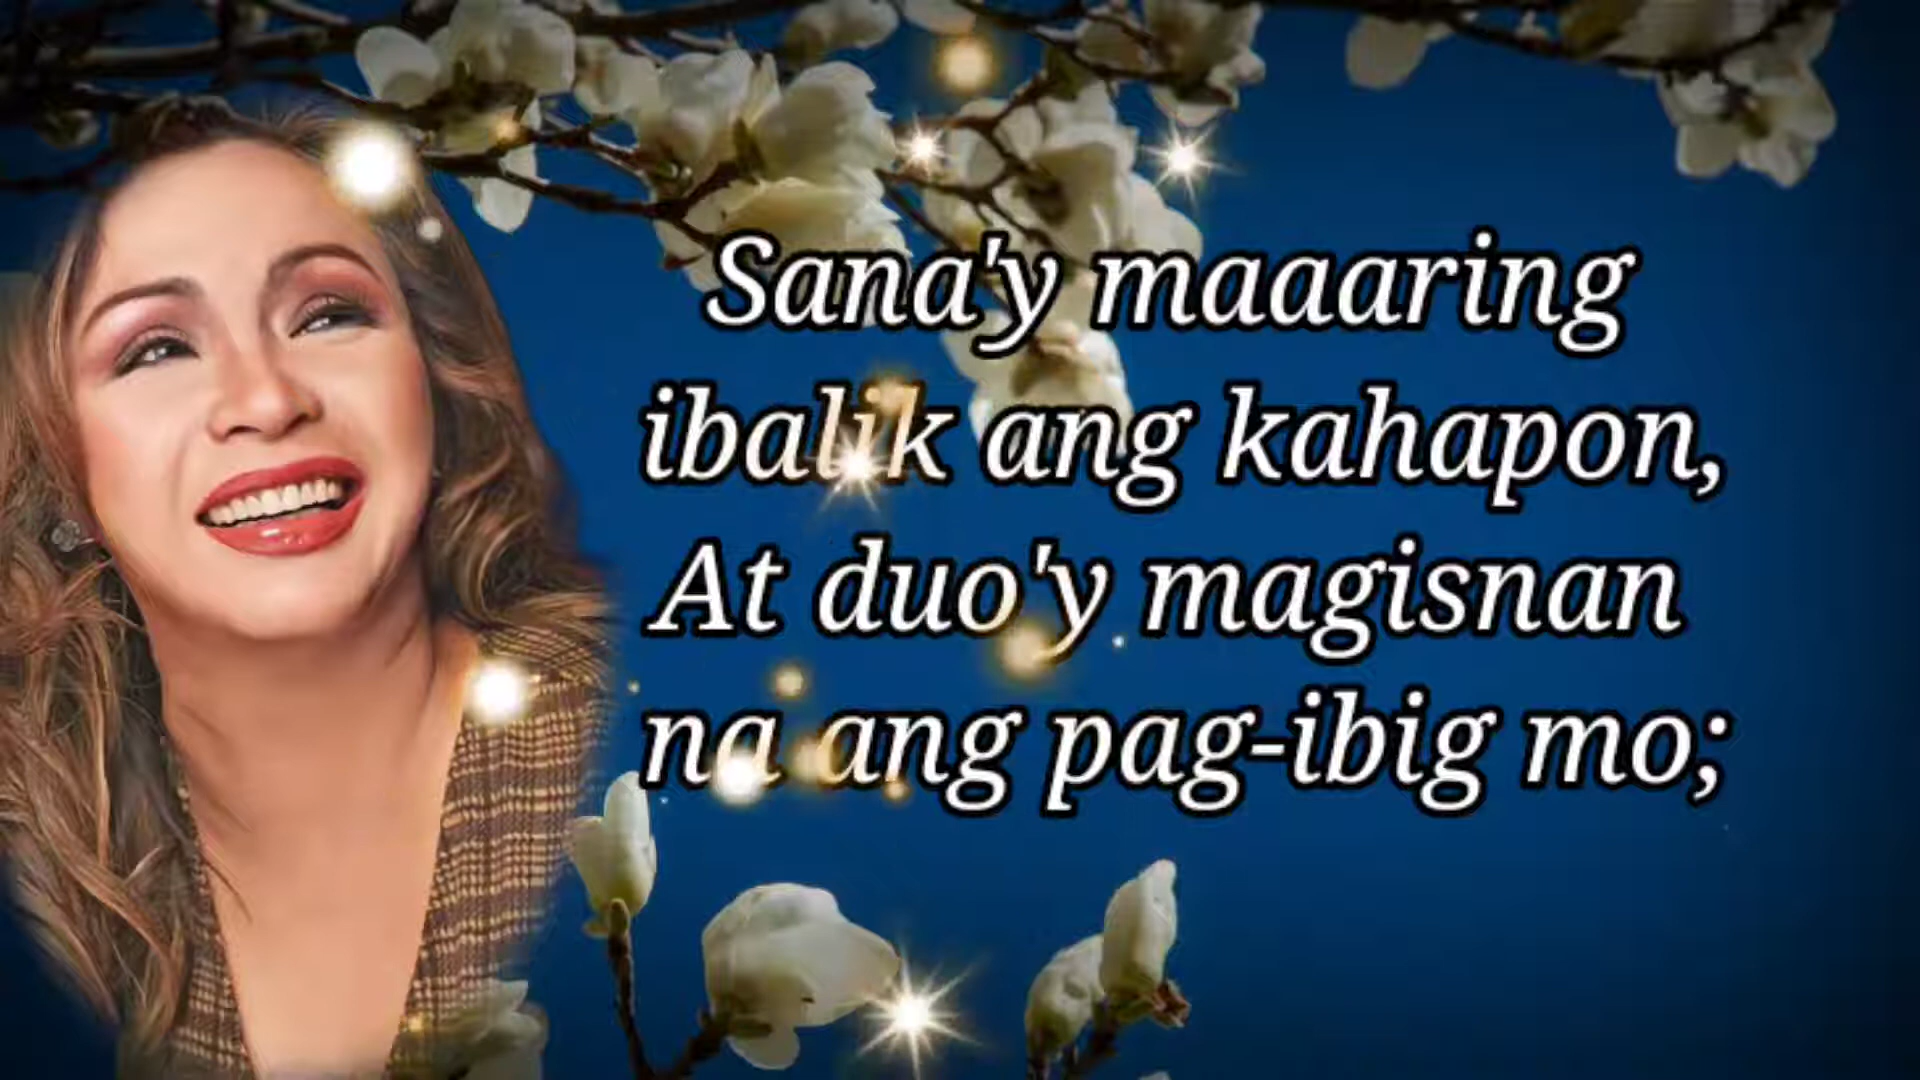 Sana'y maaaring
ibalik ang kahapon,
At duo'y magisnan
na ang pag-ibig mo;